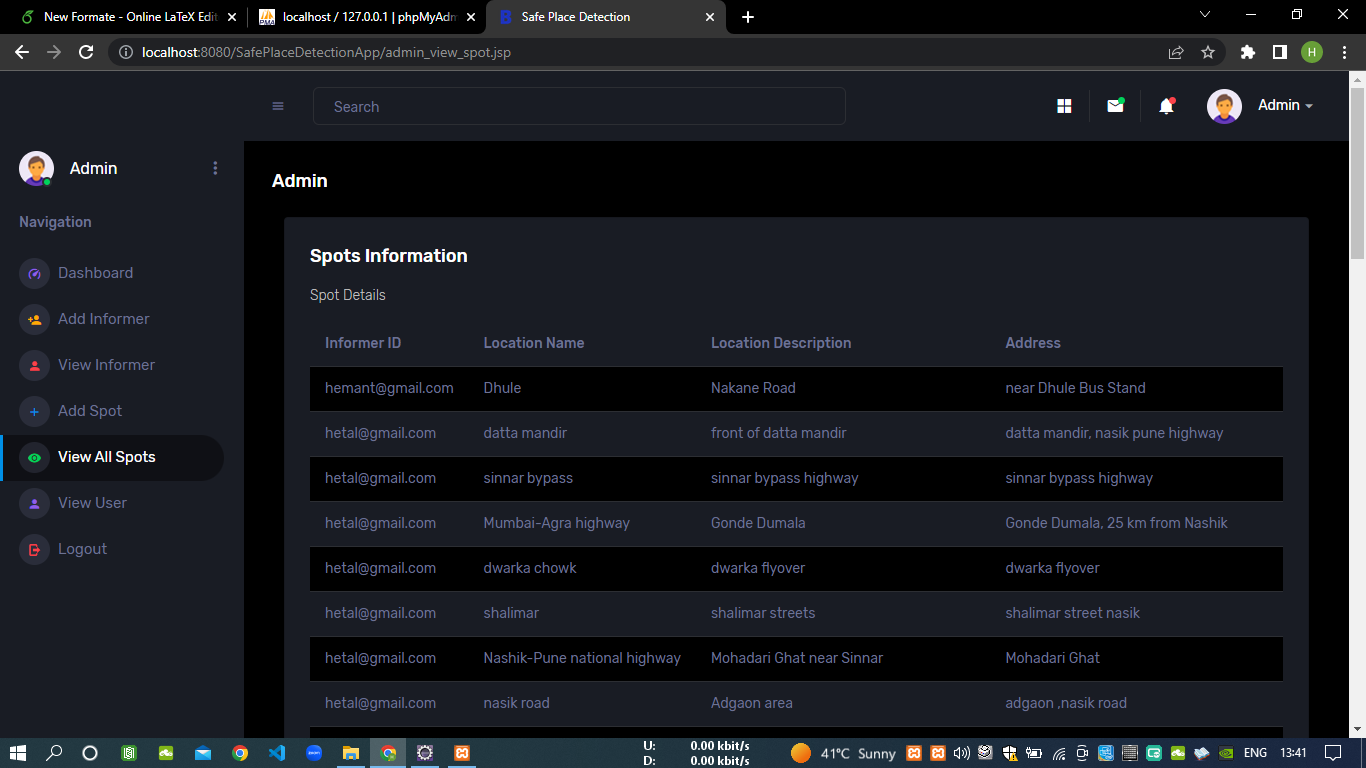 New Formate - Online LaTeX Edit
localhost / 127.0.0.1 | phpMyAdm
Safe Place Detection
localhost:8080/SafePlaceDetectionApp/admin_view_spot.jsp
H
Search
Admin
Admin
Navigation
Dashboard
Add Informer
View Informer
Add Spot
View All Spots
View User
Logout
Admin
Spots Information
Spot Details
Informer ID Location Name Location Description Address
hemant@gmail.com Dhule Nakane Road near Dhule Bus Stand
hetal@gmail.com datta mandir front of datta mandir datta mandir, nasik pune highway
hetal@gmail.com sinnar bypass sinnar bypass highway sinnar bypass highway
hetal@gmail.com Mumbai-Agra highway Gonde Dumala Gonde Dumala, 25 km from Nashik
hetal@gmail.com dwarka chowk dwarka flyover dwarka flyover
hetal@gmail.com shalimar shalimar streets shalimar street nasik
hetal@gmail.com Nashik-Pune national highway Mohadari Ghat near Sinnar Mohadari Ghat
hetal@gmail.com nasik road Adgaon area adgaon ,nasik road
U: 0.00 kbit/s
D: 0.00 kbit/s
41°C Sunny
ENG
13:41